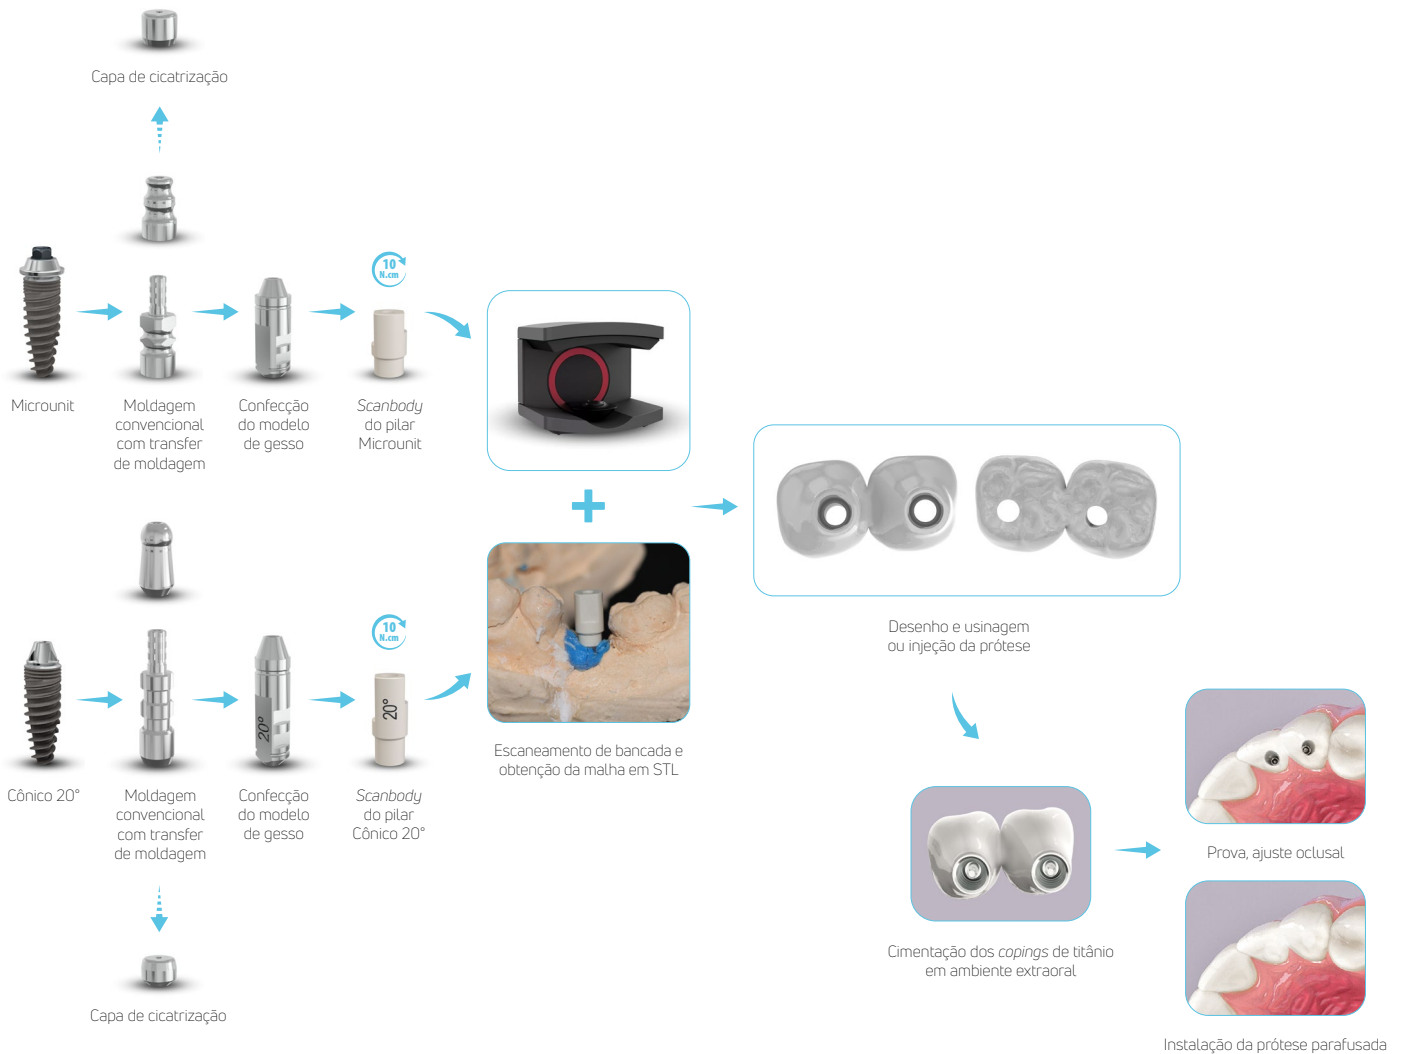 Capa de cicatrização
10
N.cm
Microunit
Moldagem
convencional
com transfer
de moldagem
Confecção
do modelo
de gesso
Scanbody
do pilar
Microunit
10
N.cm
20°
20°
Cônico 20°
Moldagem
convencional
com transfer
de moldagem
Confecção
do modelo
de gesso
Scanbody
do pilar
Cônico 20°
Capa de cicatrização
Escaneamento de bancada e
obtenção da malha em STL
Desenho e usinagem
ou injeção da prótese
Cimentação dos copings de titânio
em ambiente extraoral
Prova, ajuste oclusal
Instalação da prótese parafusada